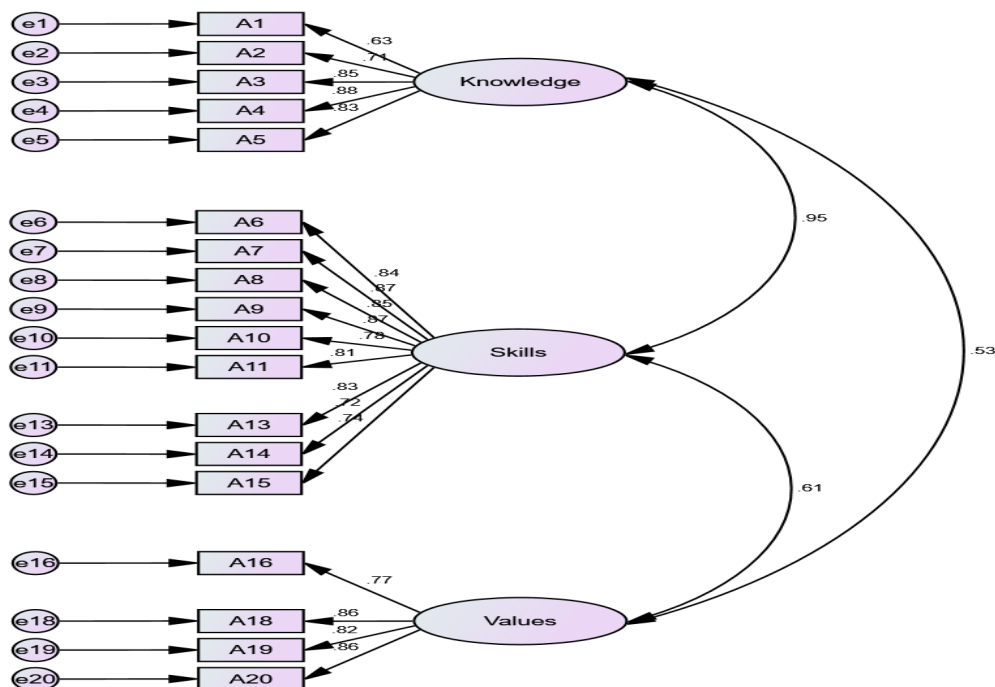 e1 A1 .63
e2 A2 .71
e3 A3 .85 Knowledge
e4 A4 .88
e5 A5 .83
.95
e6 A6
e7 A7 .84
e8 A8 .87
e9 A9 .85
e10 A10 .87
.78
e11 A11 .81 Skills
.53
e13 A13 .83
e14 A14 .72
e15 A15 .74
.61
e16 A16 .77
e18 A18 .86 Values
e19 A19 .82
e20 A20 .86